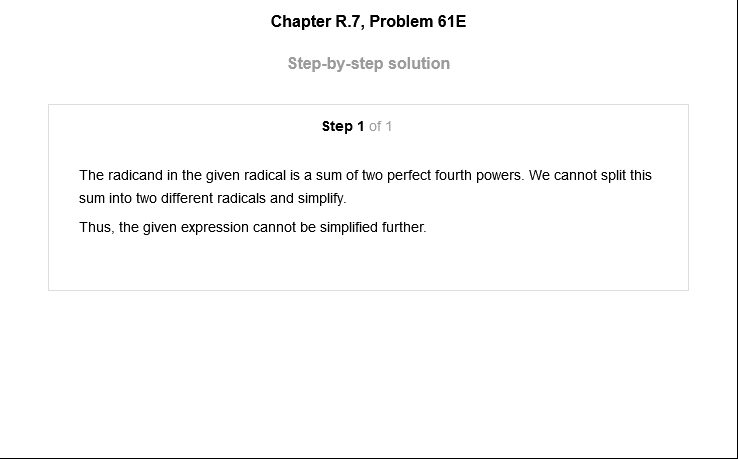 Chapter R.7, Problem 61E
Step-by-step solution
Step 1 of 1
The radicand in the given radical is a sum of two perfect fourth powers. We cannot split this
sum into two different radicals and simplify.
Thus, the given expression cannot be simplified further.